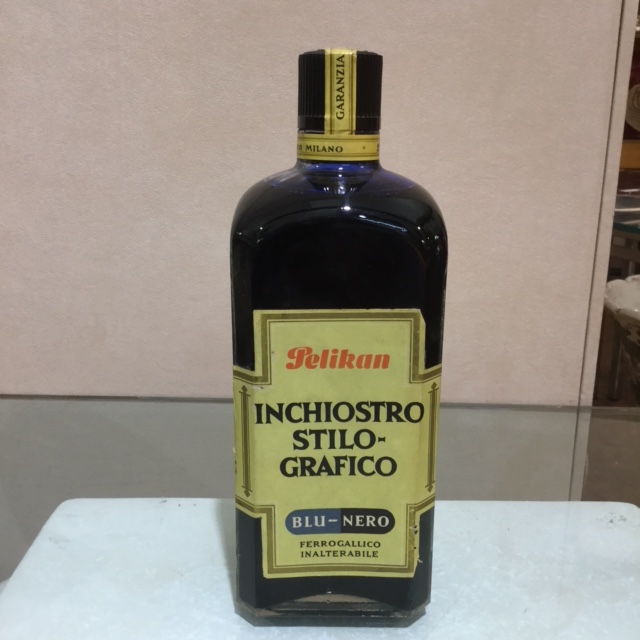 GARANZIA
MILANO
Pelikan
INCHIOSTRO
STILO-
GRAFICO
BLU-NERO
FERROGALLICO
INALTERABILE